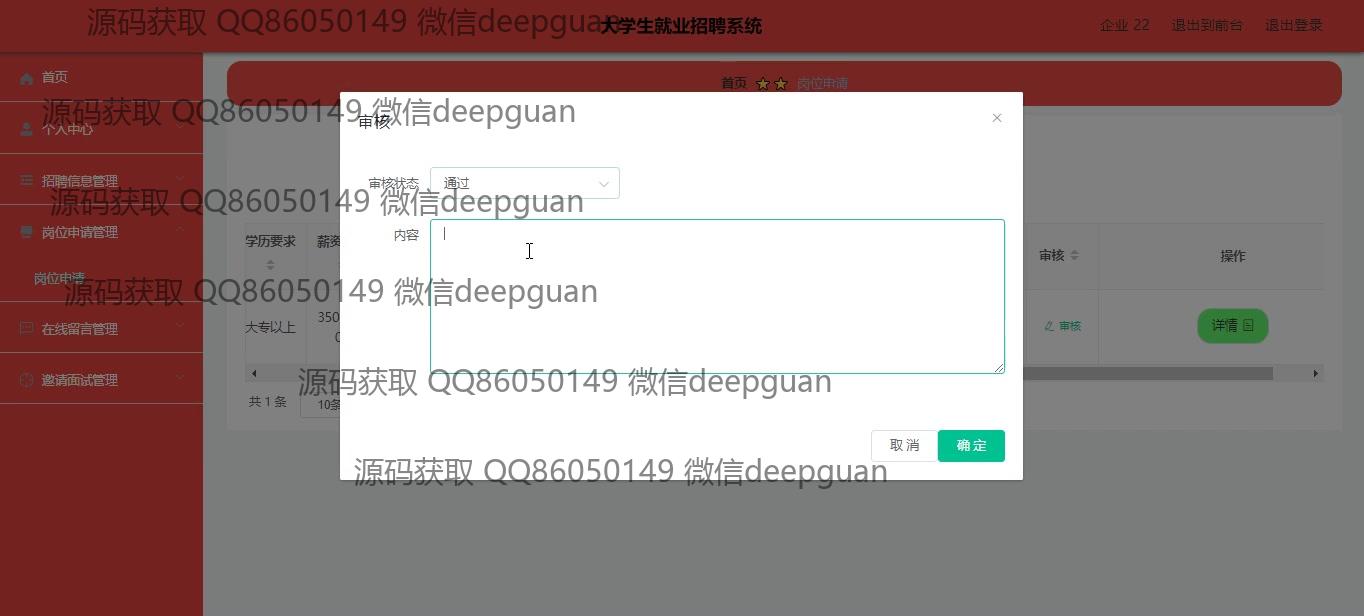 源码获取 QQ86050149 微信deepguan
大学生就业招聘系统
企业 22 退出到前台 退出登录
首页
首页 岗位申请
源码获取 QQ86050149 微信deepguan
审核
个人中心
招聘信息管理
审核状态 通过
源码获取 QQ86050149 微信deepguan
岗位申请管理
内容
学历要求 薪资
审核 操作
岗位申请
源码获取 QQ86050149 微信deepguan
在线留言管理
大专以上 350
审核 详情
邀请面试管理
源码获取 QQ86050149 微信deepguan
共 1 条 10条
取 消 确 定
源码获取 QQ86050149 微信deepguan